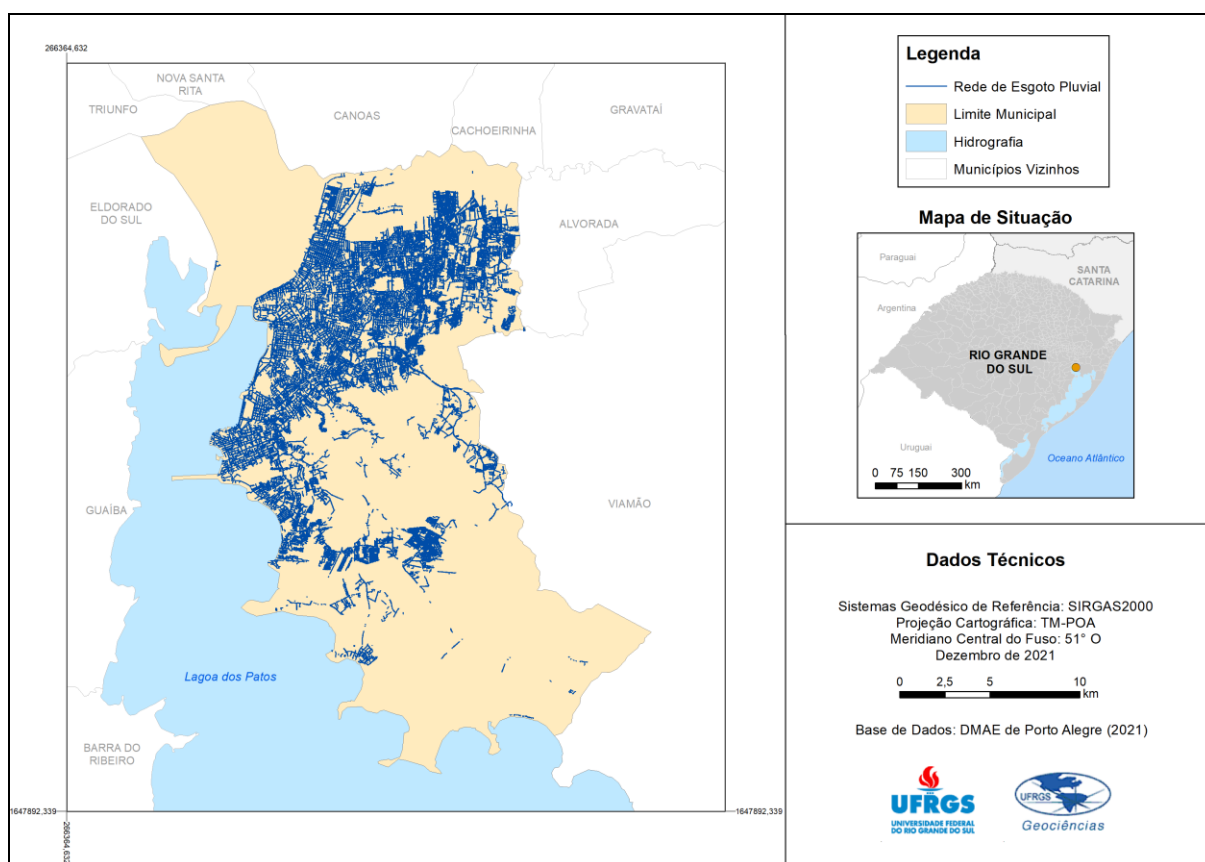 266364,632
NOVA SANTA
RITA
TRIUNFO
CANOAS
GRAVATAÍ
CACHOEIRINHA
ELDORADO
DO SUL
ALVORADA
GUAÍBA
VIAMÃO
Lagoa dos Patos
BARRA DO
RIBEIRO
1647892,339
1647892,339
266364,632
Legenda
Rede de Esgoto Pluvial
Limite Municipal
Hidrografia
Municípios Vizinhos
Mapa de Situação
Paraguai
SANTA
CATARINA
Argentina
RIO GRANDE
DO SUL
Uruguai
Oceano Atlântico
0 75 150 300
km
Dados Técnicos
Sistemas Geodésico de Referência: SIRGAS2000
Projeção Cartográfica: TM-POA
Meridiano Central do Fuso: 51° O
Dezembro de 2021
0 2,5 5 10
km
Base de Dados: DMAE de Porto Alegre (2021)
UFRGS
UNIVERSIDADE FEDERAL
DO RIO GRANDE DO SUL
UFRGS
Geociências